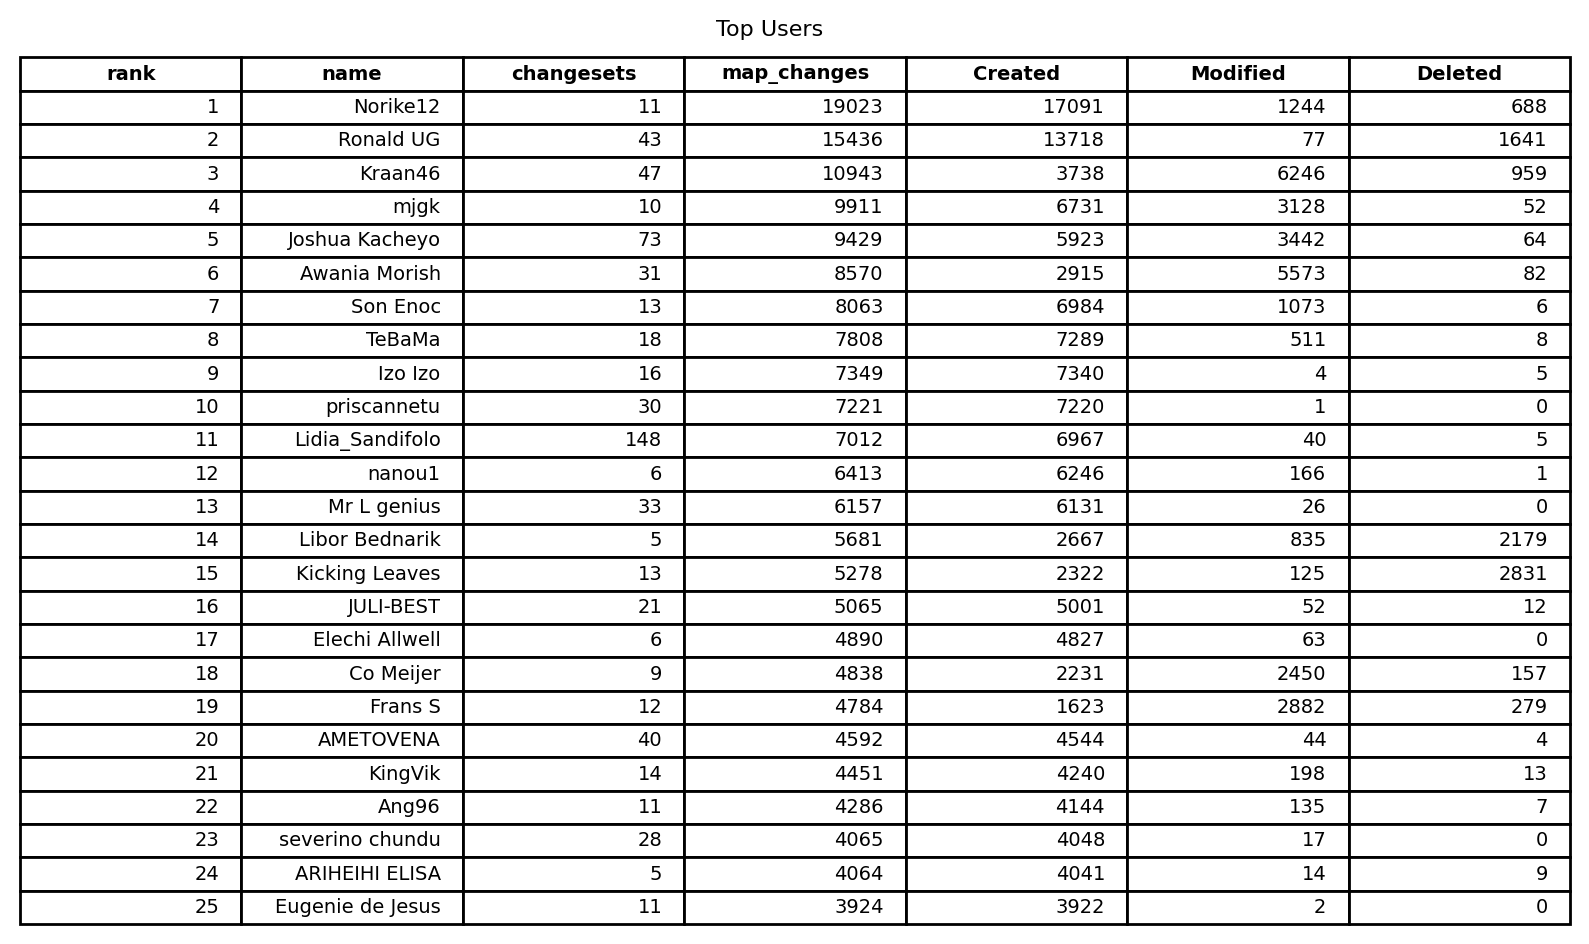 Top Users
rank name changesets map_changes Created Modified Deleted
1 Norike12 11 19023 17091 1244 688
2 Ronald UG 43 15436 13718 77 1641
3 Kraan46 47 10943 3738 6246 959
4 mjgk 10 9911 6731 3128 52
5 Joshua Kacheyo 73 9429 5923 3442 64
6 Awania Morish 31 8570 2915 5573 82
7 Son Enoc 13 8063 6984 1073 6
8 TeBaMa 18 7808 7289 511 8
9 Izo Izo 16 7349 7340 4 5
10 priscannetu 30 7221 7220 1 0
11 Lidia_Sandifolo 148 7012 6967 40 5
12 nanou1 6 6413 6246 166 1
13 Mr L genius 33 6157 6131 26 0
14 Libor Bednarik 5 5681 2667 835 2179
15 Kicking Leaves 13 5278 2322 125 2831
16 JULI-BEST 21 5065 5001 52 12
17 Elechi Allwell 6 4890 4827 63 0
18 Co Meijer 9 4838 2231 2450 157
19 Frans S 12 4784 1623 2882 279
20 AMETOVENA 40 4592 4544 44 4
21 KingVik 14 4451 4240 198 13
22 Ang96 11 4286 4144 135 7
23 severino chundu 28 4065 4048 17 0
24 ARIHEIHI ELISA 5 4064 4041 14 9
25 Eugenie de Jesus 11 3924 3922 2 0